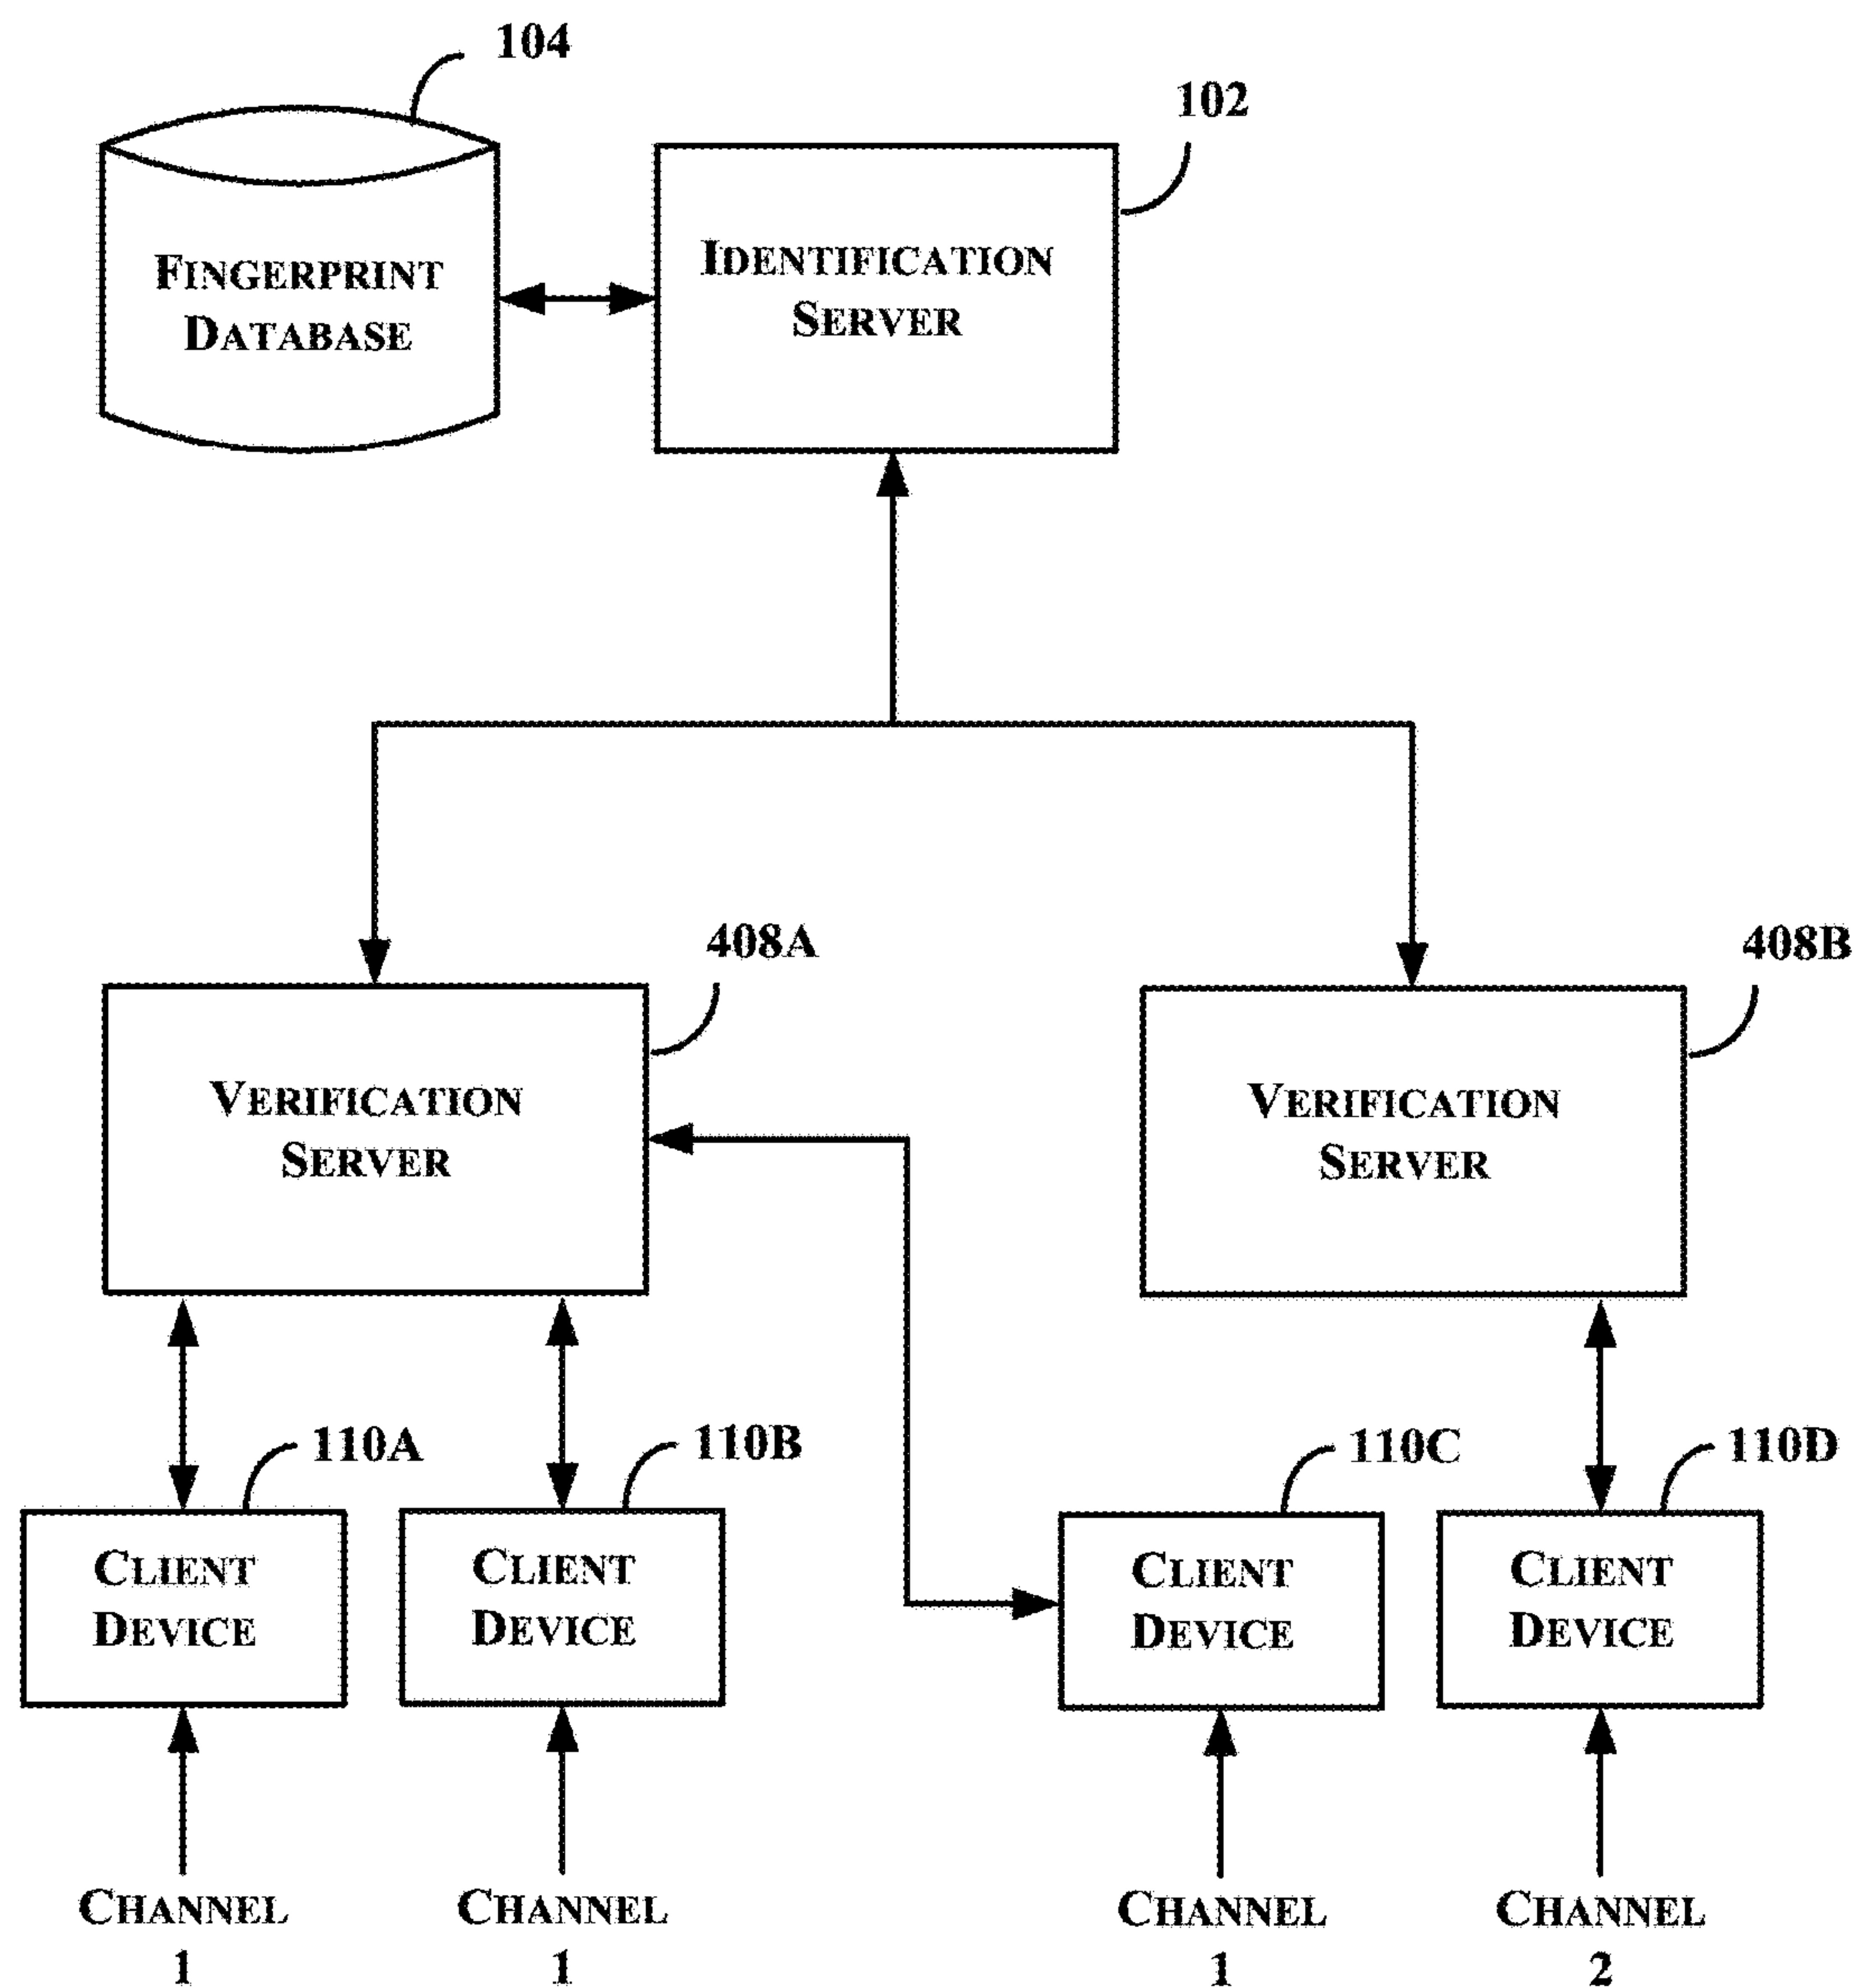 104
102
FINGERPRINT
DATABASE
IDENTIFICATION
SERVER
408A
408B
VERIFICATION
SERVER
VERIFICATION
SERVER
110A
110B
110C
110D
CLIENT
DEVICE
CLIENT
DEVICE
CLIENT
DEVICE
CLIENT
DEVICE
CHANNEL
1
CHANNEL
1
CHANNEL
1
CHANNEL
2